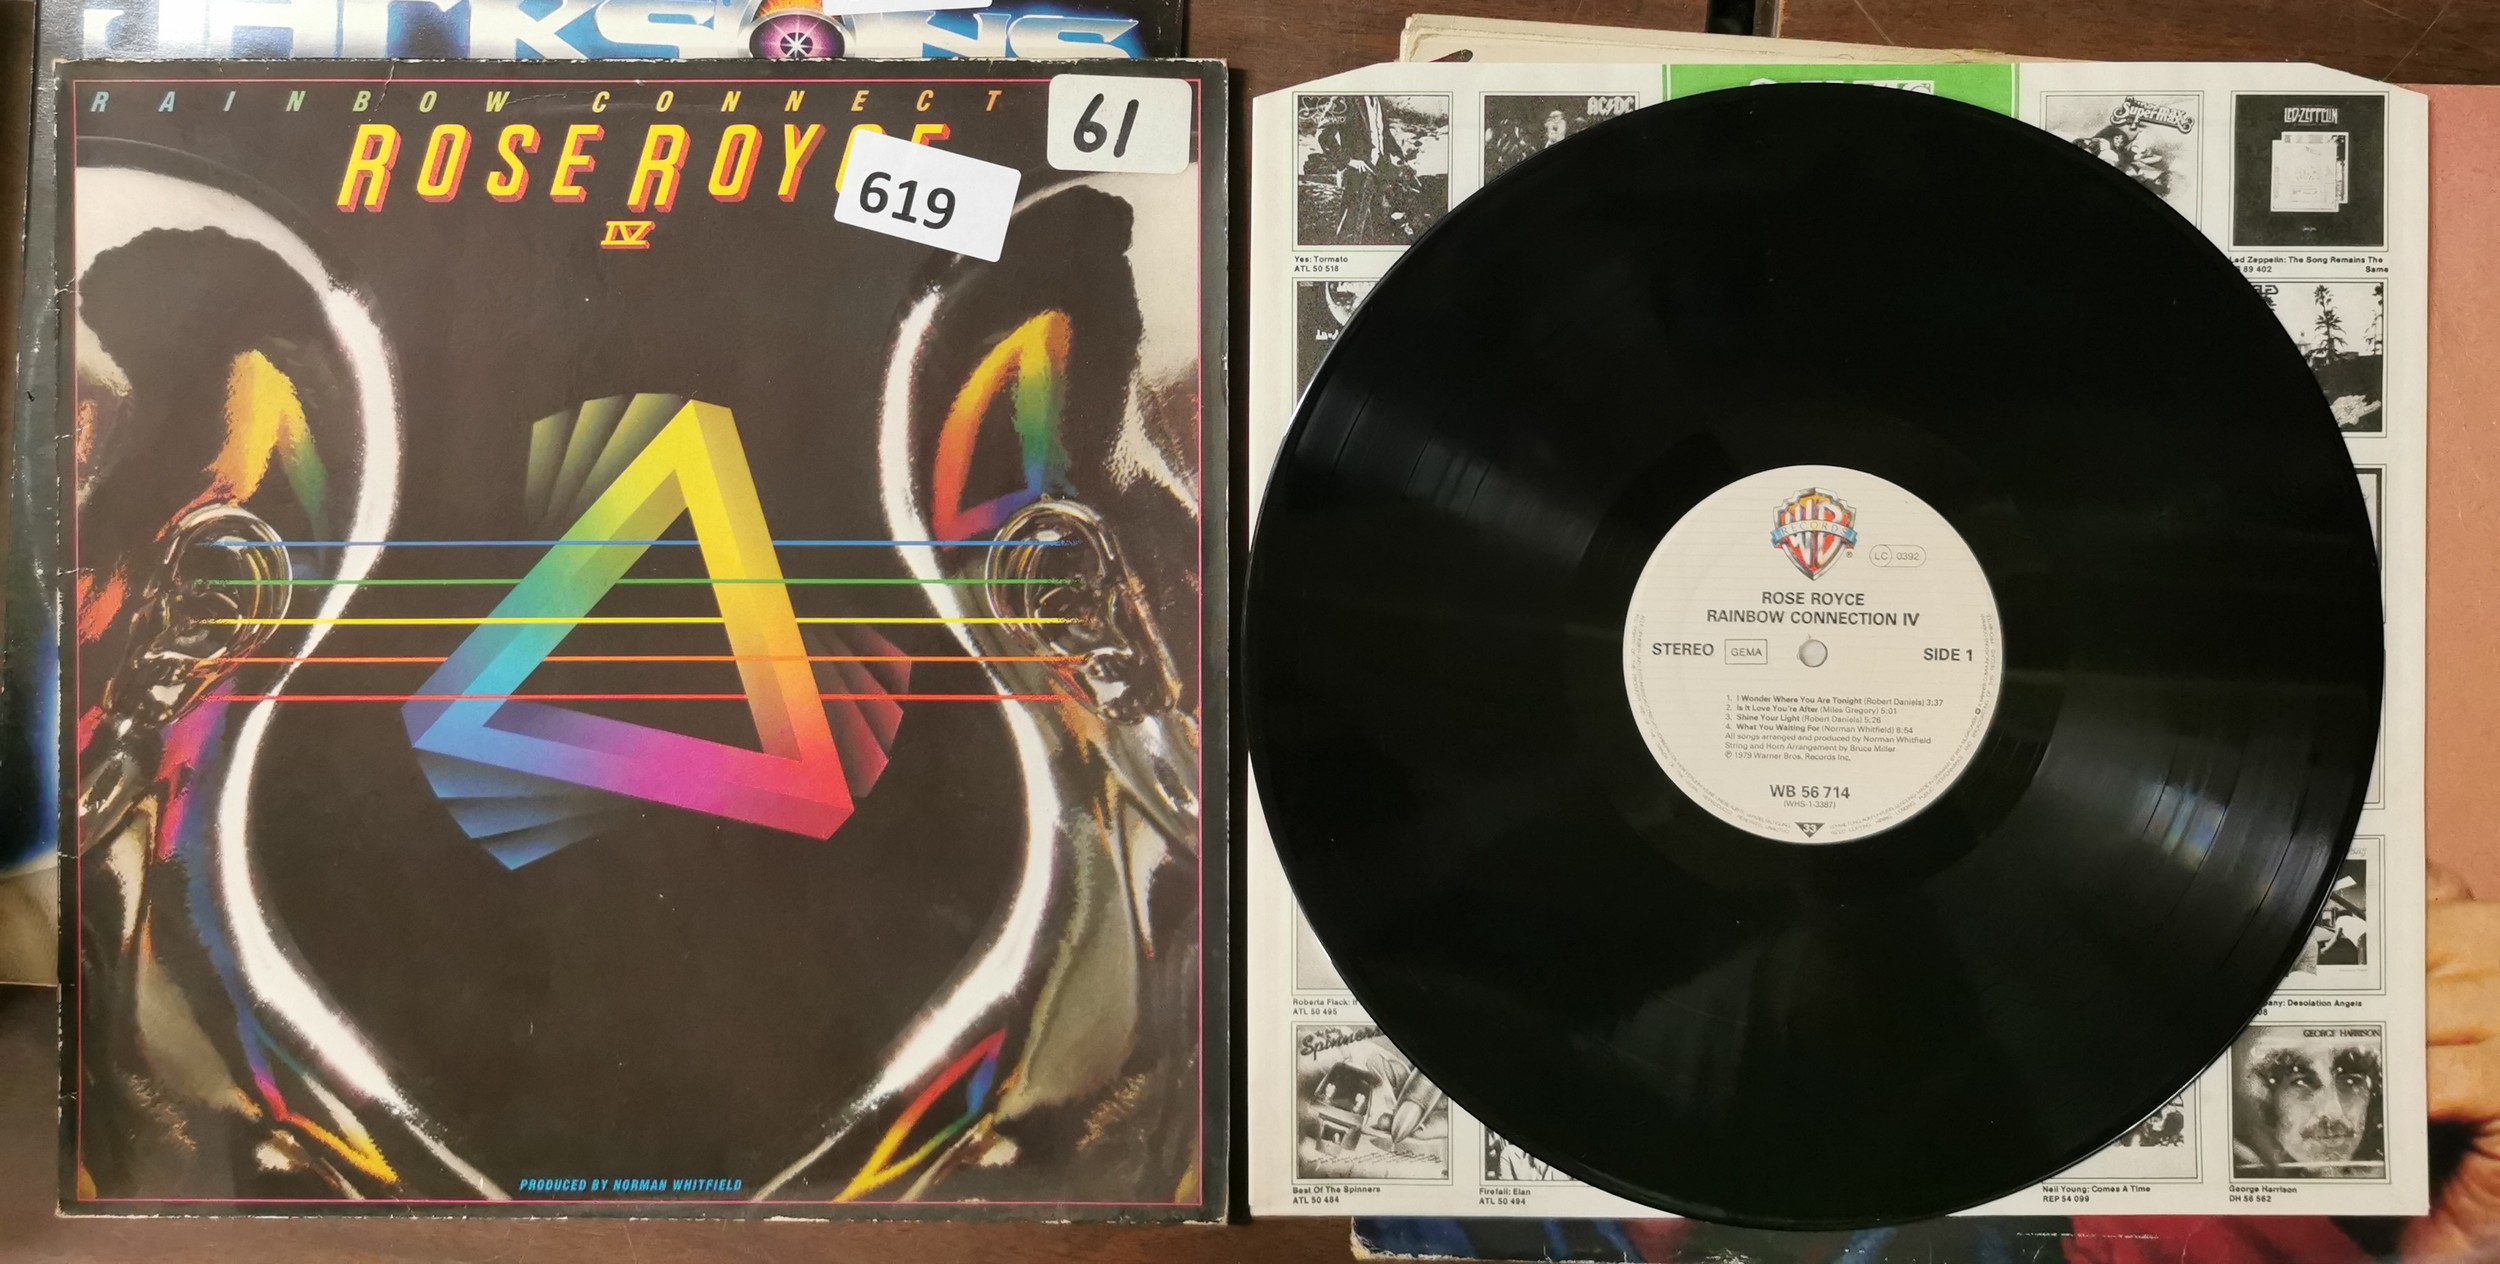 JACKSONS
RAINBOW CONNECT
ROSE ROYCE
IV
61
619
PRODUCED BY NORMAN WHITFIELD
AC/DC
Supermax
LED ZEPPELIN
Yes: Tormato
ATL 50 518
Led Zeppelin: The Song Remains The
89 402 Same
W B RECORDS
®
LC 0392
ROSE ROYCE
RAINBOW CONNECTION IV
STEREO GEMA SIDE 1
1. I Wonder Where You Are Tonight (Robert Daniels) 3:37
2. Is It Love You're After (Miles Gregory) 5:01
3. Shine Your Light (Robert Daniels) 5:26
4. What You Waiting For (Norman Whitfield) 8:54
All songs arranged and produced by Norman Whitfield
String and Horn Arrangement by Bruce Miller
℗ 1979 Warner Bros. Records Inc.
WB 56 714
(WHS-1-3387)
33
Roberta Flack:
ATL 50 495
any: Desolation Angels
08
Spinners
GEORGE HARRISON
Best Of The Spinners
ATL 50 484
Firefall: Elan
ATL 50 494
Neil Young: Comes A Time
REP 54 099
George Harrison
DH 56 562